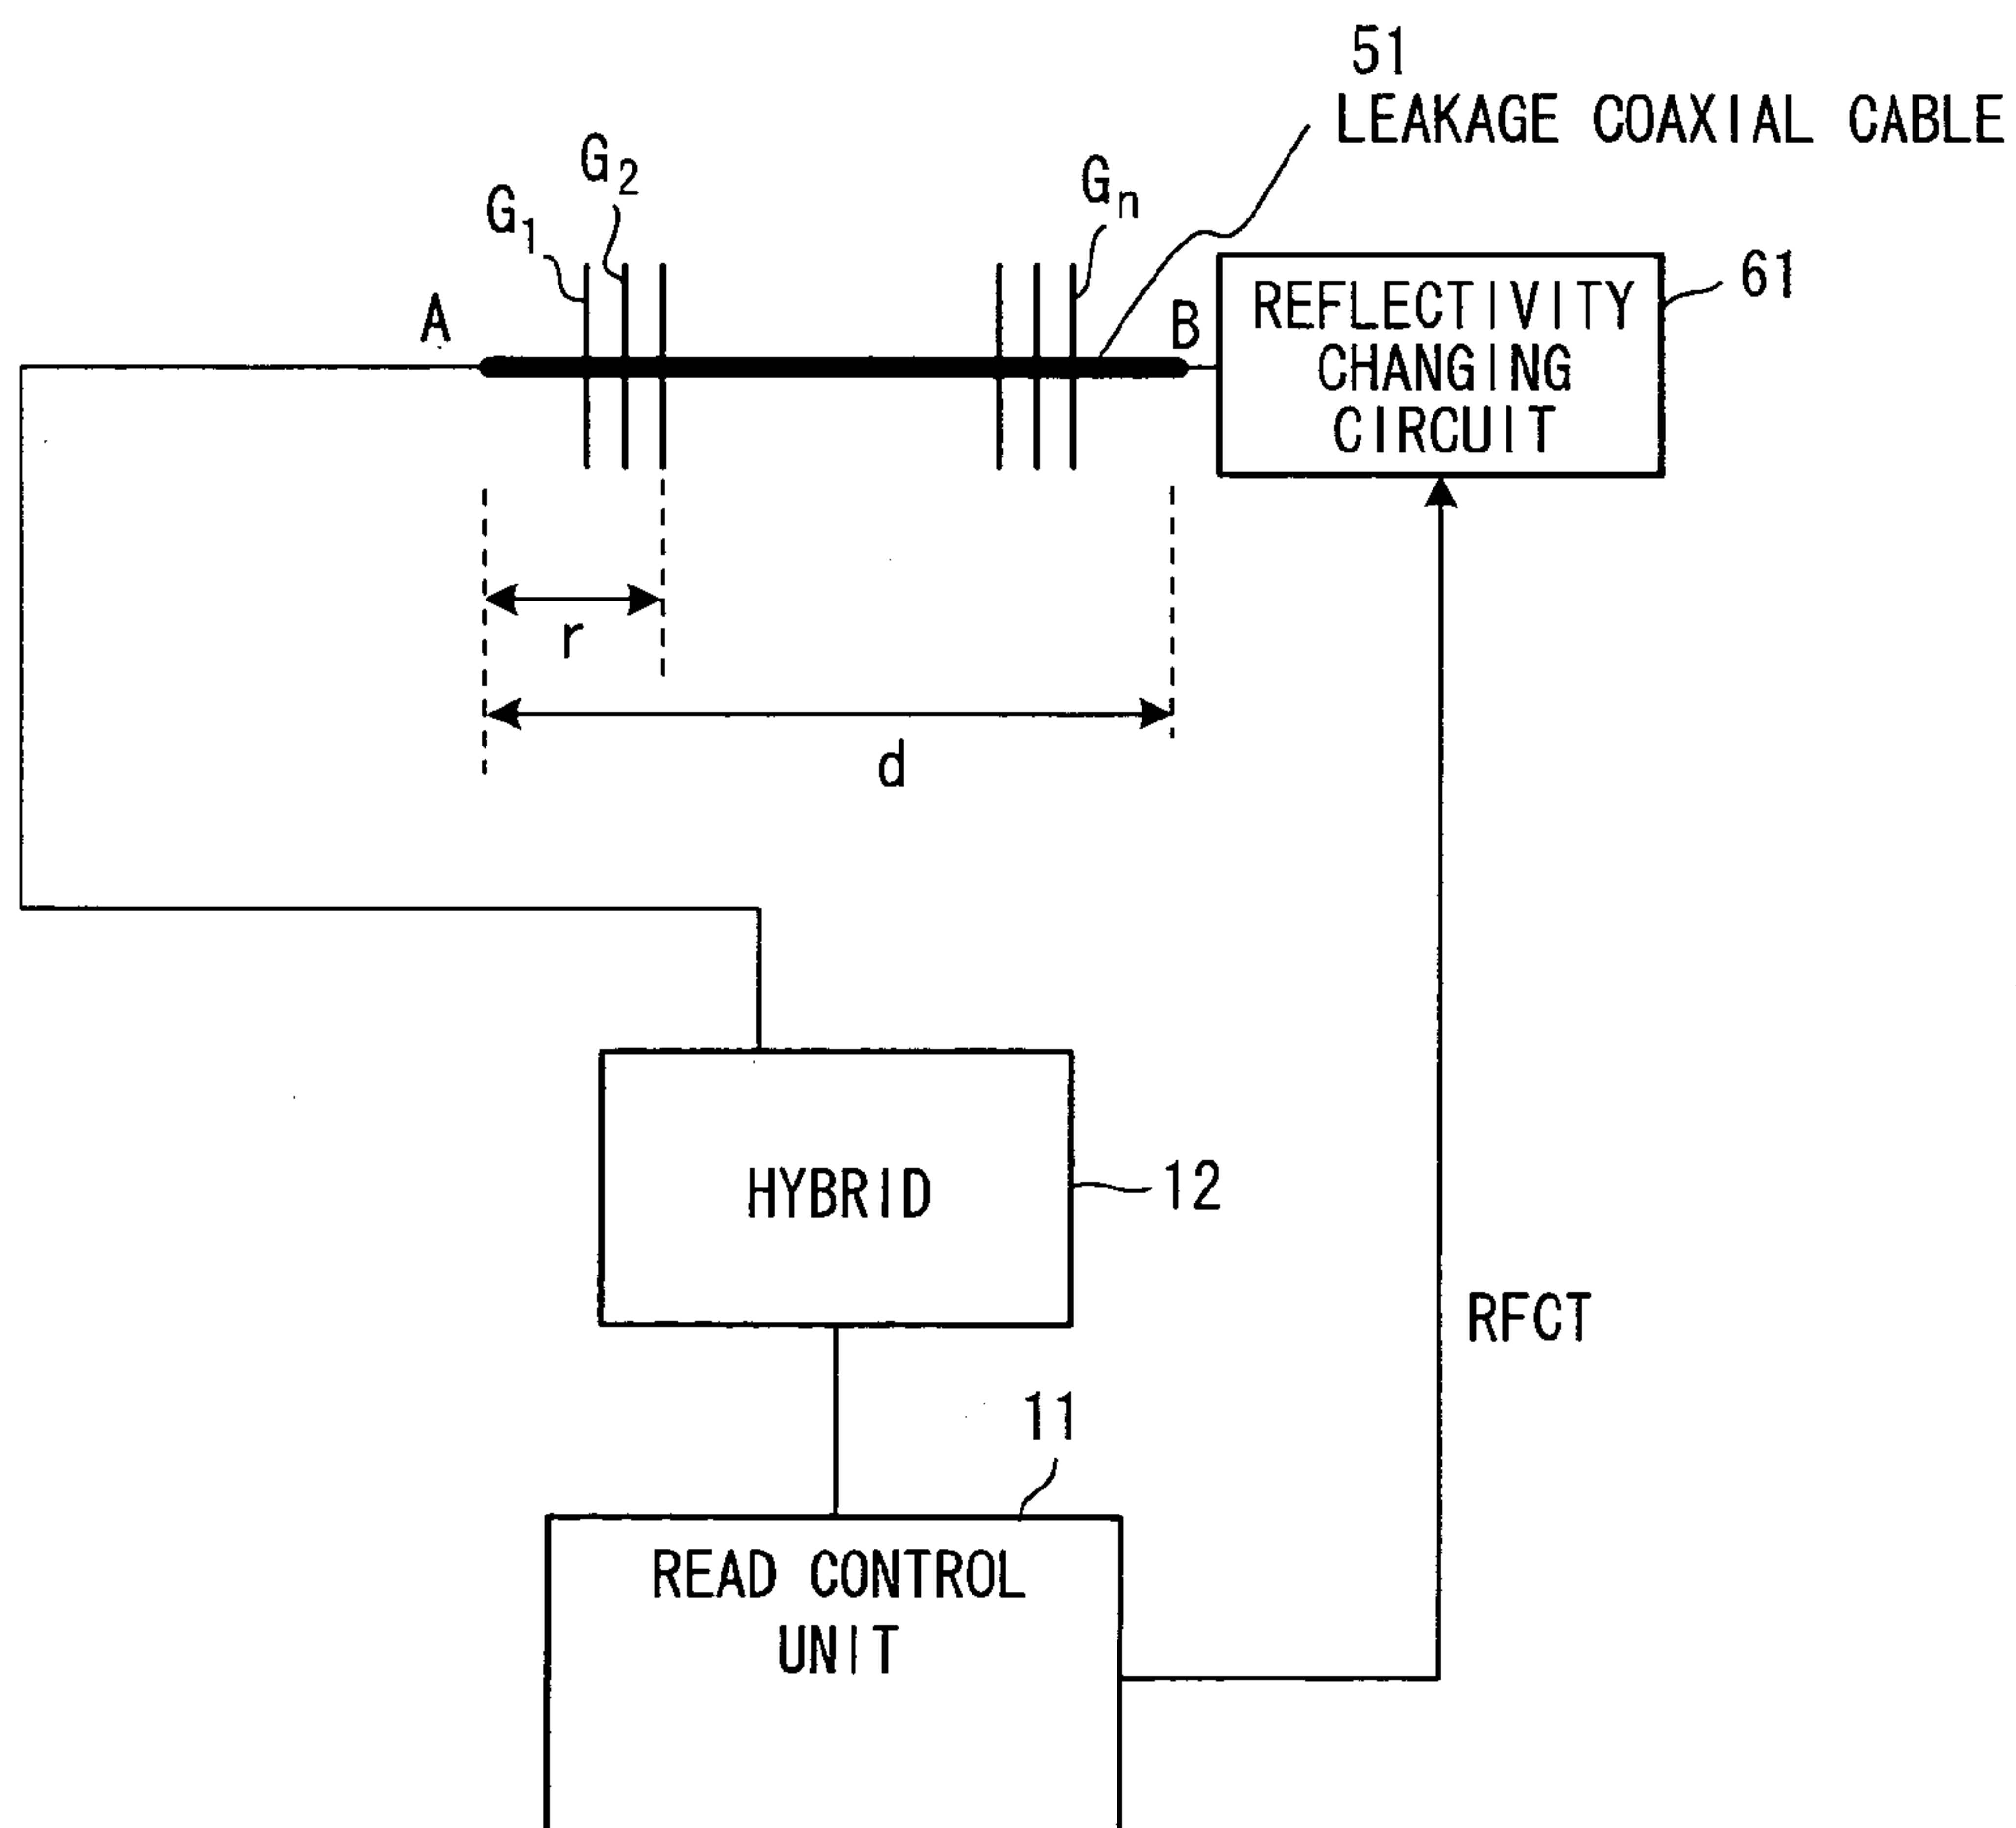 51
LEAKAGE COAXIAL CABLE
G1
G2
Gn
A
B
REFLECTIVITY
CHANGING
CIRCUIT
61
r
d
HYBRID
12
RFCT
11
READ CONTROL
UNIT